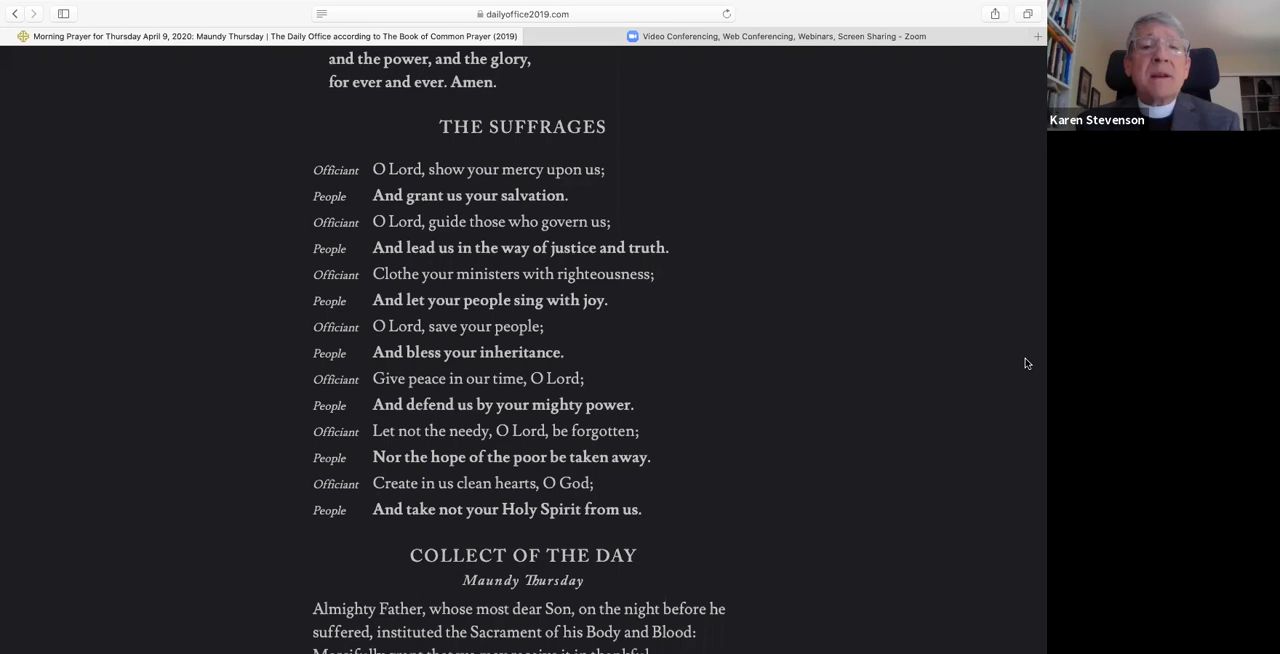 dailyoffice2019.com
Morning Prayer for Thursday April 9, 2020: Maundy Thursday | The Daily Office according to The Book of Common Prayer (2019)
Video Conferencing, Web Conferencing, Webinars, Screen Sharing - Zoom
Karen Stevenson
and the power, and the glory,
for ever and ever. Amen.
THE SUFFRAGES
Officiant O Lord, show your mercy upon us;
People And grant us your salvation.
Officiant O Lord, guide those who govern us;
People And lead us in the way of justice and truth.
Officiant Clothe your ministers with righteousness;
People And let your people sing with joy.
Officiant O Lord, save your people;
People And bless your inheritance.
Officiant Give peace in our time, O Lord;
People And defend us by your mighty power.
Officiant Let not the needy, O Lord, be forgotten;
People Nor the hope of the poor be taken away.
Officiant Create in us clean hearts, O God;
People And take not your Holy Spirit from us.
COLLECT OF THE DAY
Maundy Thursday
Almighty Father, whose most dear Son, on the night before he
suffered, instituted the Sacrament of his Body and Blood:
Mercifully grant that we may receive it in thankful